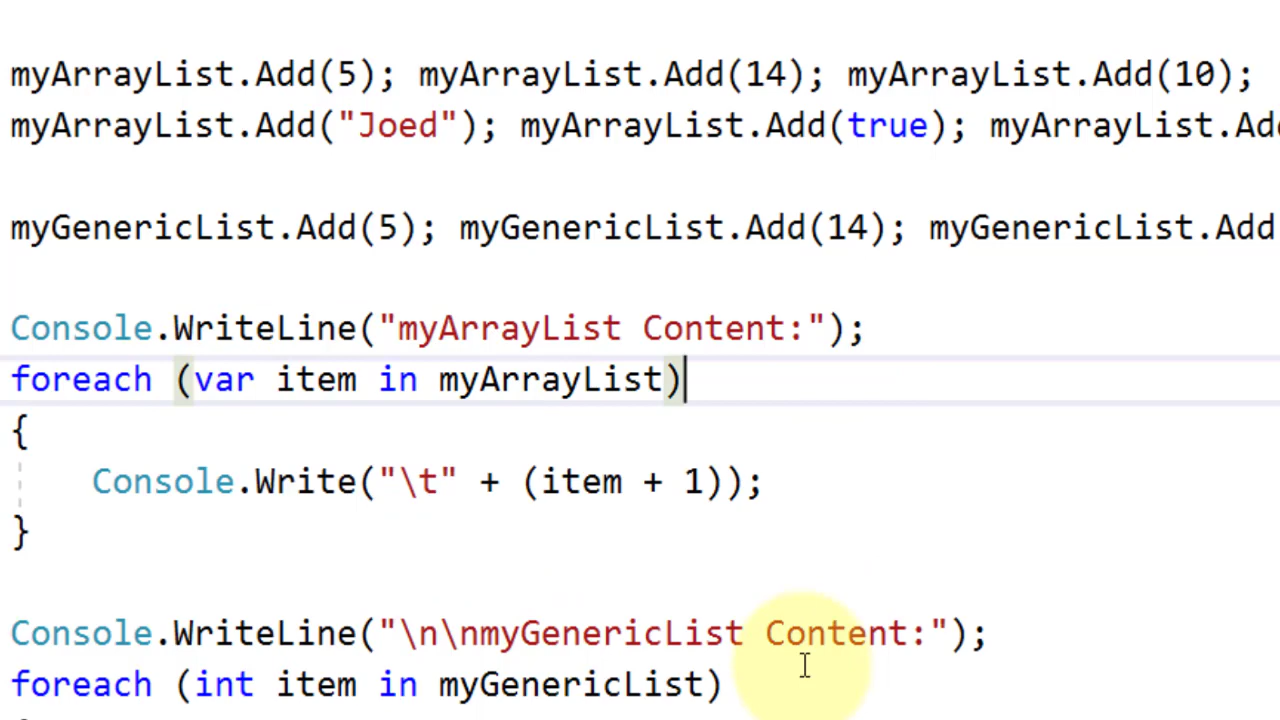 myArrayList.Add(5); myArrayList.Add(14); myArrayList.Add(10);
myArrayList.Add("Joed"); myArrayList.Add(true); myArrayList.Add
myGenericList.Add(5); myGenericList.Add(14); myGenericList.Add
Console.WriteLine("myArrayList Content:");
foreach (var item in myArrayList)
{
Console.Write("\t" + (item + 1));
}
Console.WriteLine("\n\nmyGenericList Content:");
foreach (int item in myGenericList)